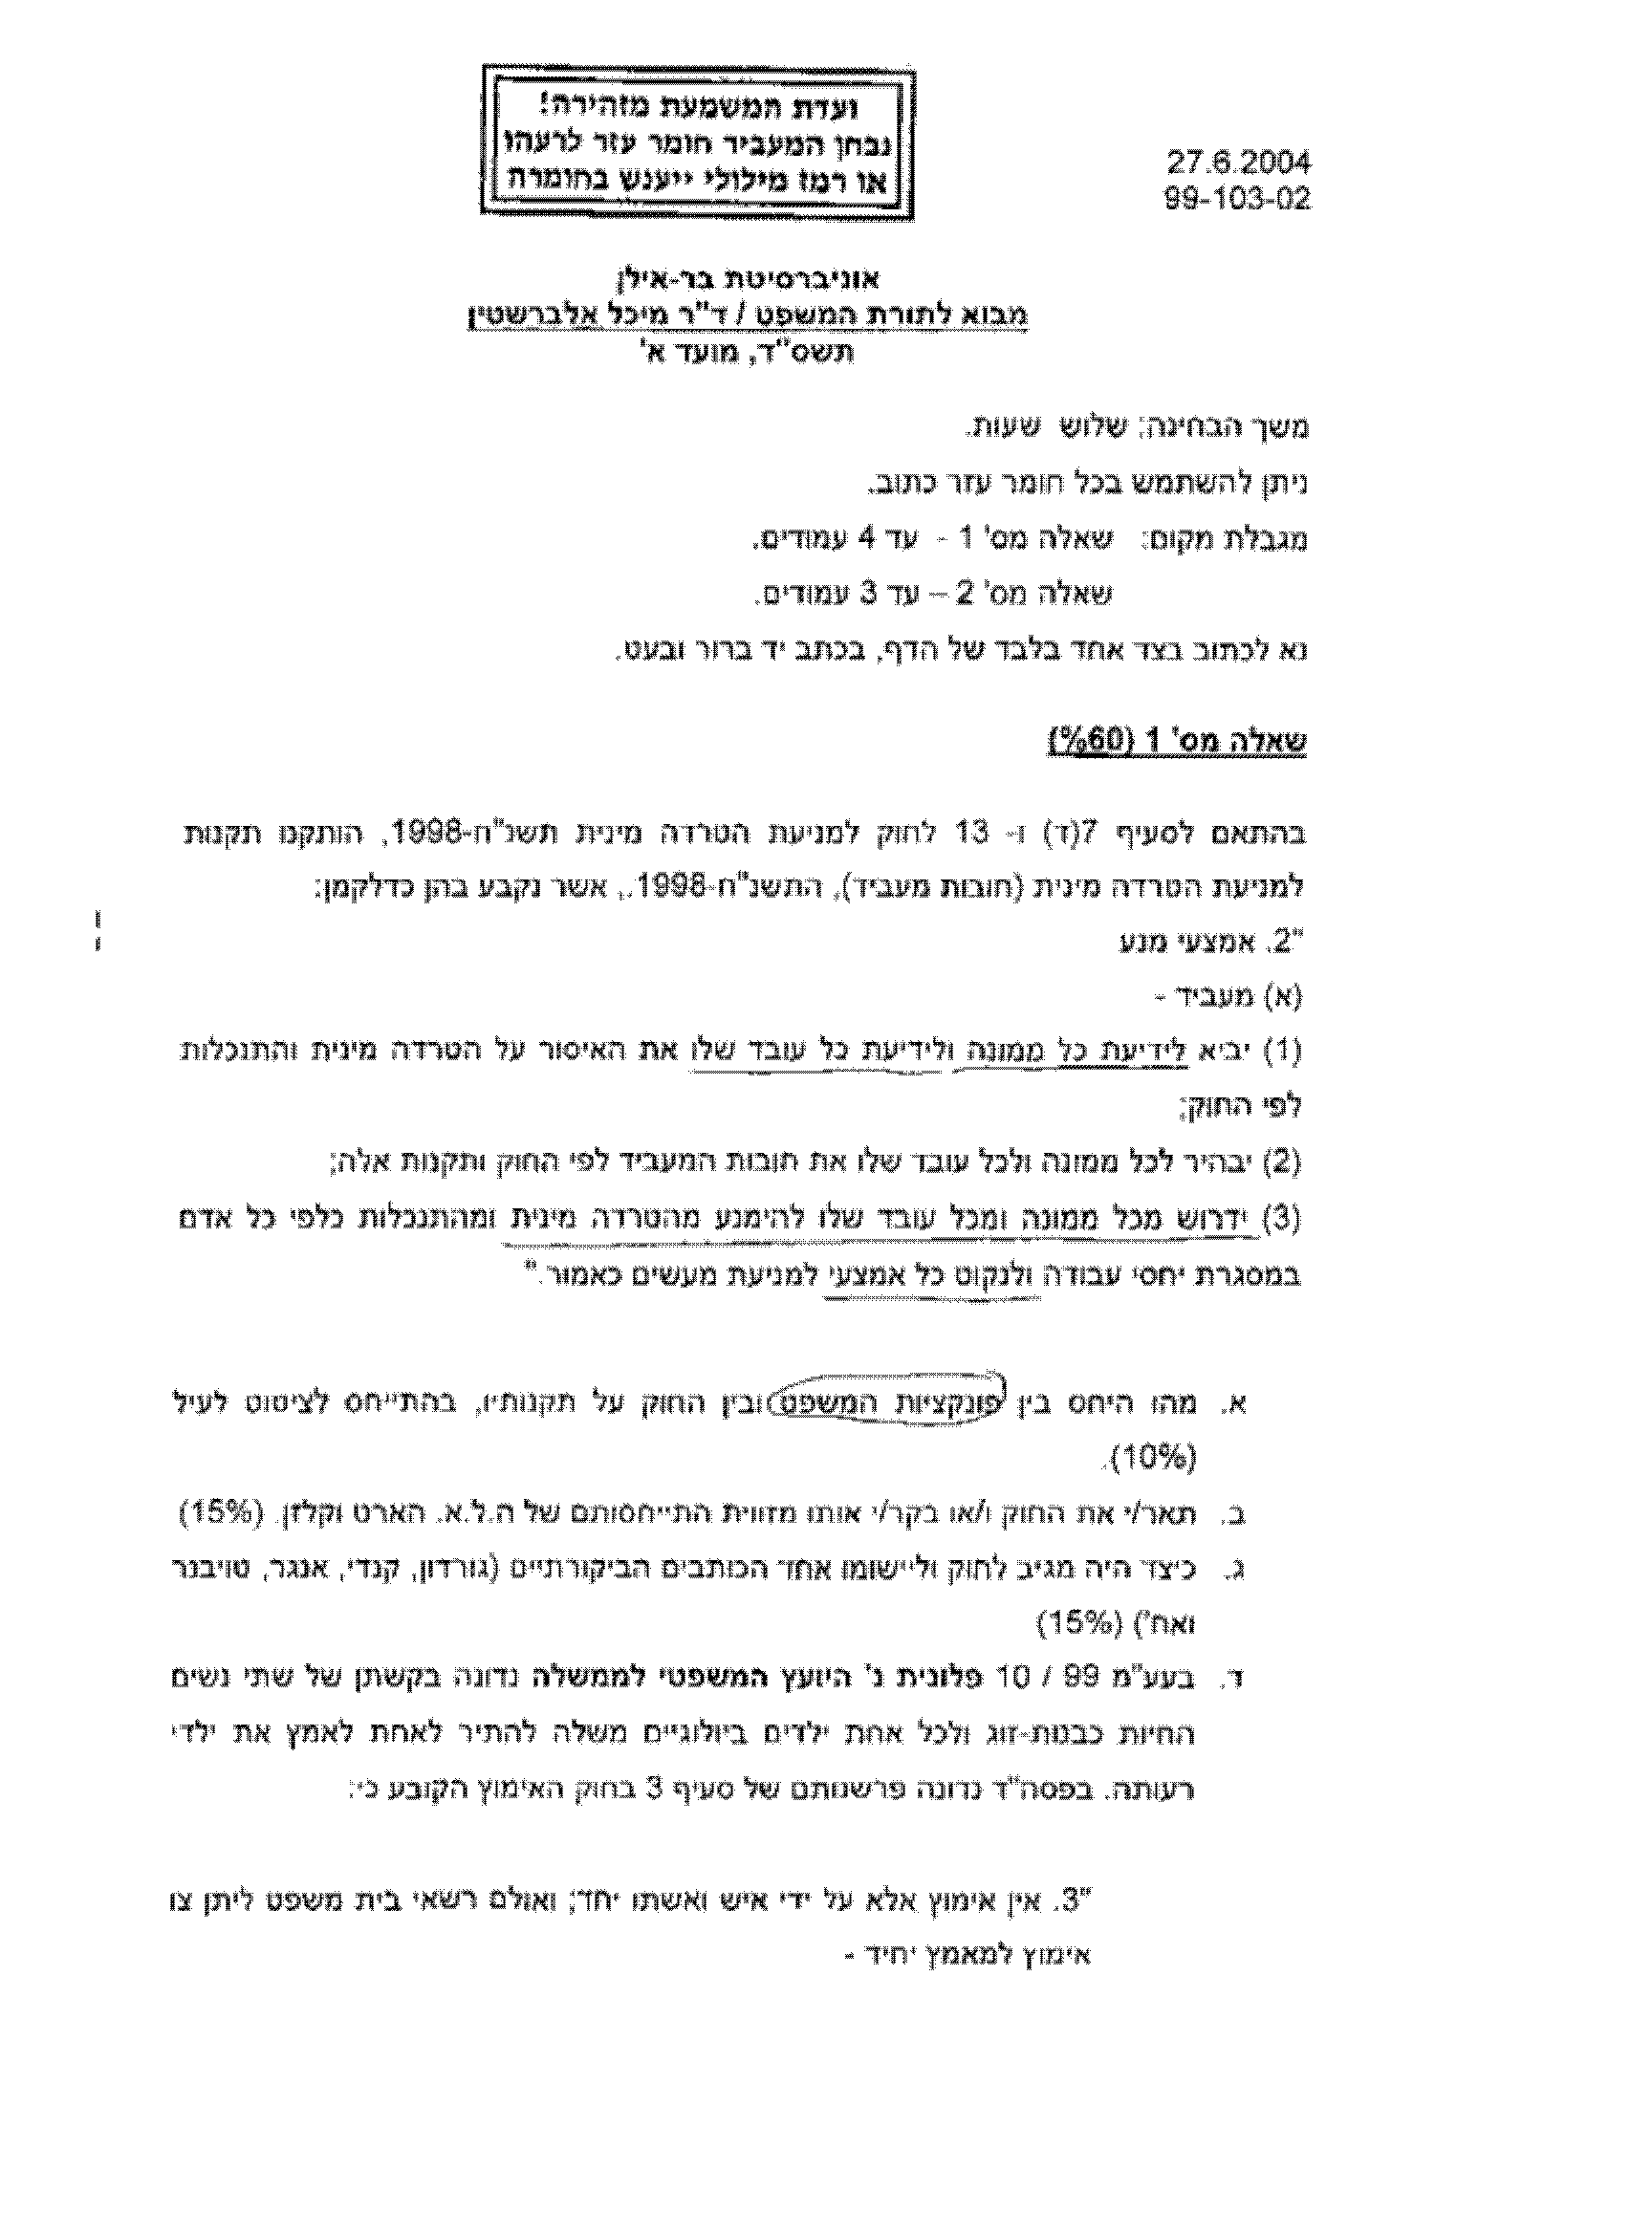 ועדת המשמעת מזהירה!
נבחן המעביר חומר עזר לרעהו
או רמז מילולי ייענש בחומרה
27.6.2004
99-103-02
אוניברסיטת בר-אילן
מבוא לתורת המשפט / ד"ר מיכל אלברשטין
תשס"ד, מועד א'
משך הבחינה: שלוש שעות.
ניתן להשתמש בכל חומר עזר כתוב.
מגבלת מקום: שאלה מס' 1 - עד 4 עמודים.
שאלה מס' 2 – עד 3 עמודים.
נא לכתוב בצד אחד בלבד של הדף, בכתב יד ברור ובעט.
שאלה מס' 1 (60%)
בהתאם לסעיף 7(ד) ו- 13 לחוק למניעת הטרדה מינית תשנ"ח-1998, הותקנו תקנות
למניעת הטרדה מינית (חובות מעביד), התשנ"ח-1998., אשר נקבע בהן כדלקמן:
"2. אמצעי מנע
(א) מעביד -
(1) יביא לידיעת כל ממונה ולידיעת כל עובד שלו את האיסור על הטרדה מינית והתנכלות
לפי החוק;
(2) יבהיר לכל ממונה ולכל עובד שלו את חובות המעביד לפי החוק ותקנות אלה;
(3) ידרוש מכל ממונה ומכל עובד שלו להימנע מהטרדה מינית ומהתנכלות כלפי כל אדם
במסגרת יחסי עבודה ולנקוט כל אמצעי למניעת מעשים כאמור."
א. מהו היחס בין פונקציות המשפט ובין החוק על תקנותיו, בהתייחס לציטוט לעיל
(10%).
ב. תאר/י את החוק ו/או בקר/י אותו מזווית התייחסותם של ה.ל.א. הארט וקלזן. (15%)
ג. כיצד היה מגיב לחוק וליישומו אחד הכותבים הביקורתיים (גורדון, קנדי, אנגר, טויבנר
ואח') (15%)
ד. בעע"מ 99 / 10 פלונית נ' היועץ המשפטי לממשלה נדונה בקשתן של שתי נשים
החיות כבנות-זוג ולכל אחת ילדים ביולוגיים משלה להתיר לאחת לאמץ את ילדי
רעותה. בפסה"ד נדונה פרשנותם של סעיף 3 בחוק האימוץ הקובע כי:
"3. אין אימוץ אלא על ידי איש ואשתו יחד; ואולם רשאי בית משפט ליתן צו
אימוץ למאמץ יחיד -